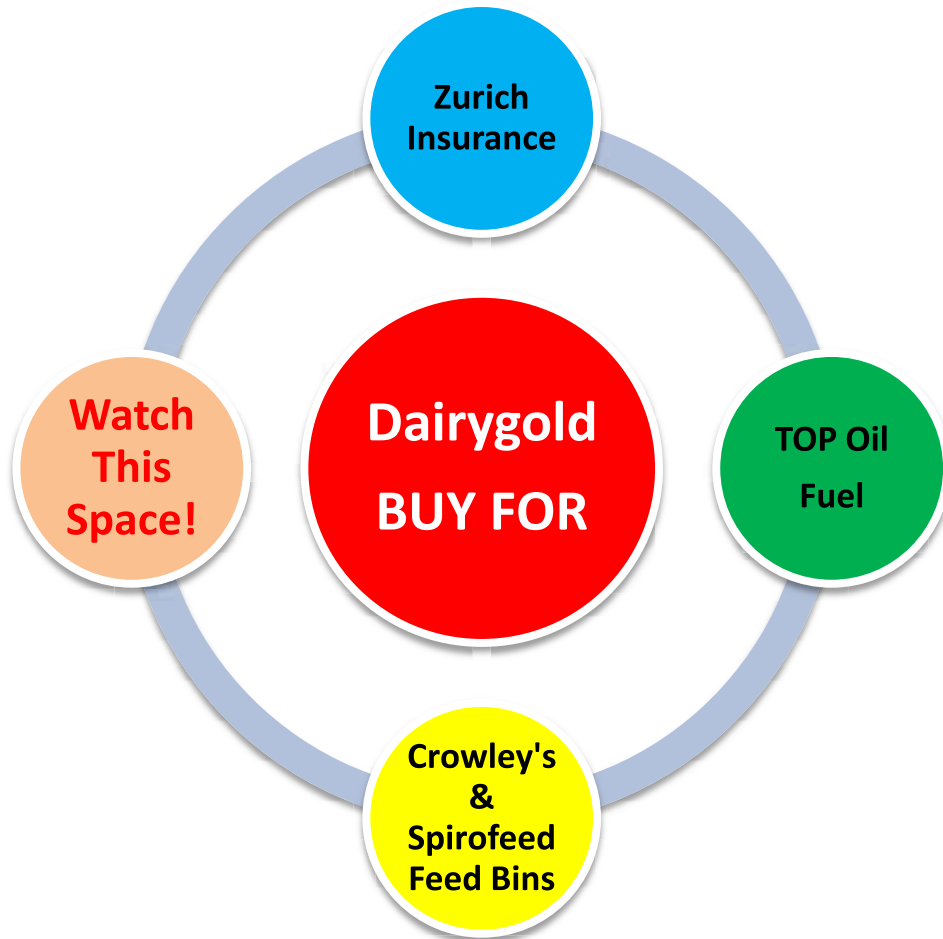 Zurich
Insurance
Watch
This
Space!
Dairygold
BUY FOR
TOP Oil
Fuel
Crowley's
&
Spirofeed
Feed Bins